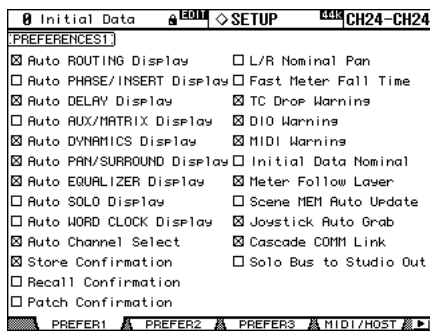 0 Initial Data EDIT ◇SETUP 44K CH24-CH24
PREFERENCES1
☒ Auto ROUTING Display ☐ L/R Nominal Pan
☐ Auto PHASE/INSERT Display ☐ Fast Meter Fall Time
☒ Auto DELAY Display ☒ TC Drop Warning
☐ Auto AUX/MATRIX Display ☒ DIO Warning
☒ Auto DYNAMICS Display ☒ MIDI Warning
☒ Auto PAN/SURROUND Display ☐ Initial Data Nominal
☒ Auto EQUALIZER Display ☒ Meter Follow Layer
☐ Auto SOLO Display ☐ Scene MEM Auto Update
☐ Auto WORD CLOCK Display ☒ Joystick Auto Grab
☒ Auto Channel Select ☒ Cascade COMM Link
☒ Store Confirmation ☐ Solo Bus to Studio Out
☐ Recall Confirmation
☐ Patch Confirmation
PREFER1 PREFER2 PREFER3 MIDI/HOST